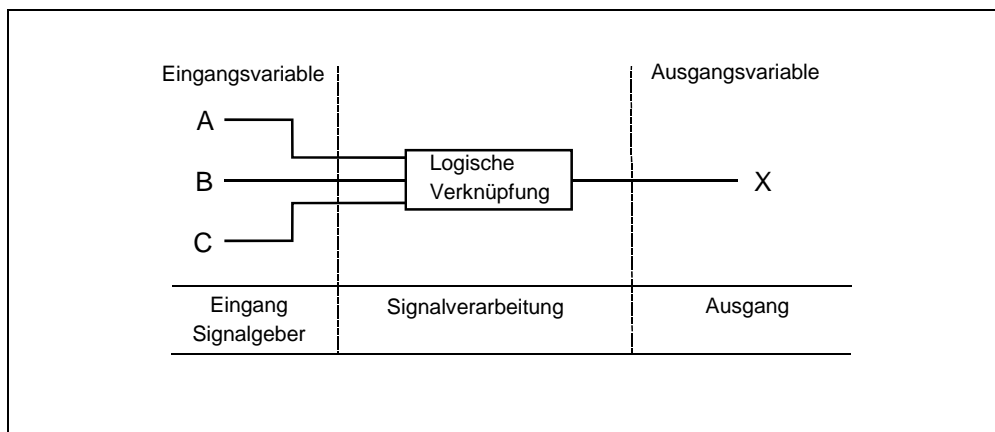 Eingangsvariable
Ausgangsvariable
A
B
C
Logische
Verknüpfung
X
Eingang
Signalgeber
Signalverarbeitung
Ausgang